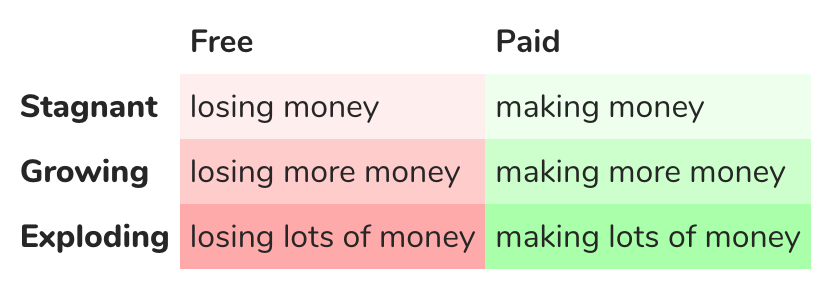 Free Paid
Stagnant losing money making money
Growing losing more money making more money
Exploding losing lots of money making lots of money